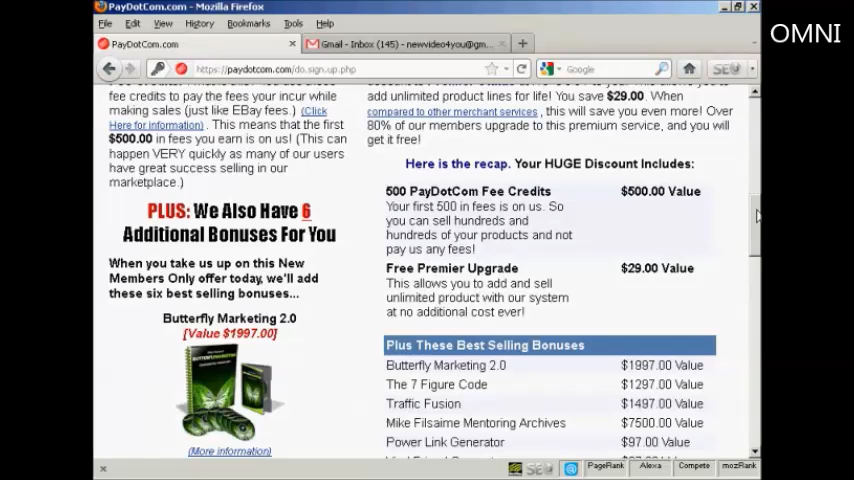 PayDotCom.com - Mozilla Firefox
OMNI
File Edit View History Bookmarks Tools Help
PayDotCom.com
Gmail - Inbox (145) - newvideo4you@gm...
https://paydotcom.com/do.sign.up.php
Google
SE
fee credits to pay the fees your incur while
making sales (just like EBay fees.) (Click
Here for information) . This means that the first
$500.00 in fees you earn is on us! (This can
happen VERY quickly as many of our users
have great success selling in our
marketplace.)
PLUS: We Also Have 6
Additional Bonuses For You
When you take us up on this New
Members Only offer today, we'll add
these six best selling bonuses...
Butterfly Marketing 2.0
[Value $1997.00]
(More information)
add unlimited product lines for life! You save $29.00. When
compared to other merchant services , this will save you even more! Over
80% of our members upgrade to this premium service, and you will
get it free!
Here is the recap. Your HUGE Discount Includes:
500 PayDotCom Fee Credits $500.00 Value
Your first 500 in fees is on us. So
you can sell hundreds and
hundreds of your products and not
pay us any fees!
Free Premier Upgrade $29.00 Value
This allows you to add and sell
unlimited product with our system
at no additional cost ever!
Plus These Best Selling Bonuses
Butterfly Marketing 2.0 $1997.00 Value
The 7 Figure Code $1297.00 Value
Traffic Fusion $1497.00 Value
Mike Filsaime Mentoring Archives $7500.00 Value
Power Link Generator $97.00 Value
SE
PageRank Alexa Compete mozRank